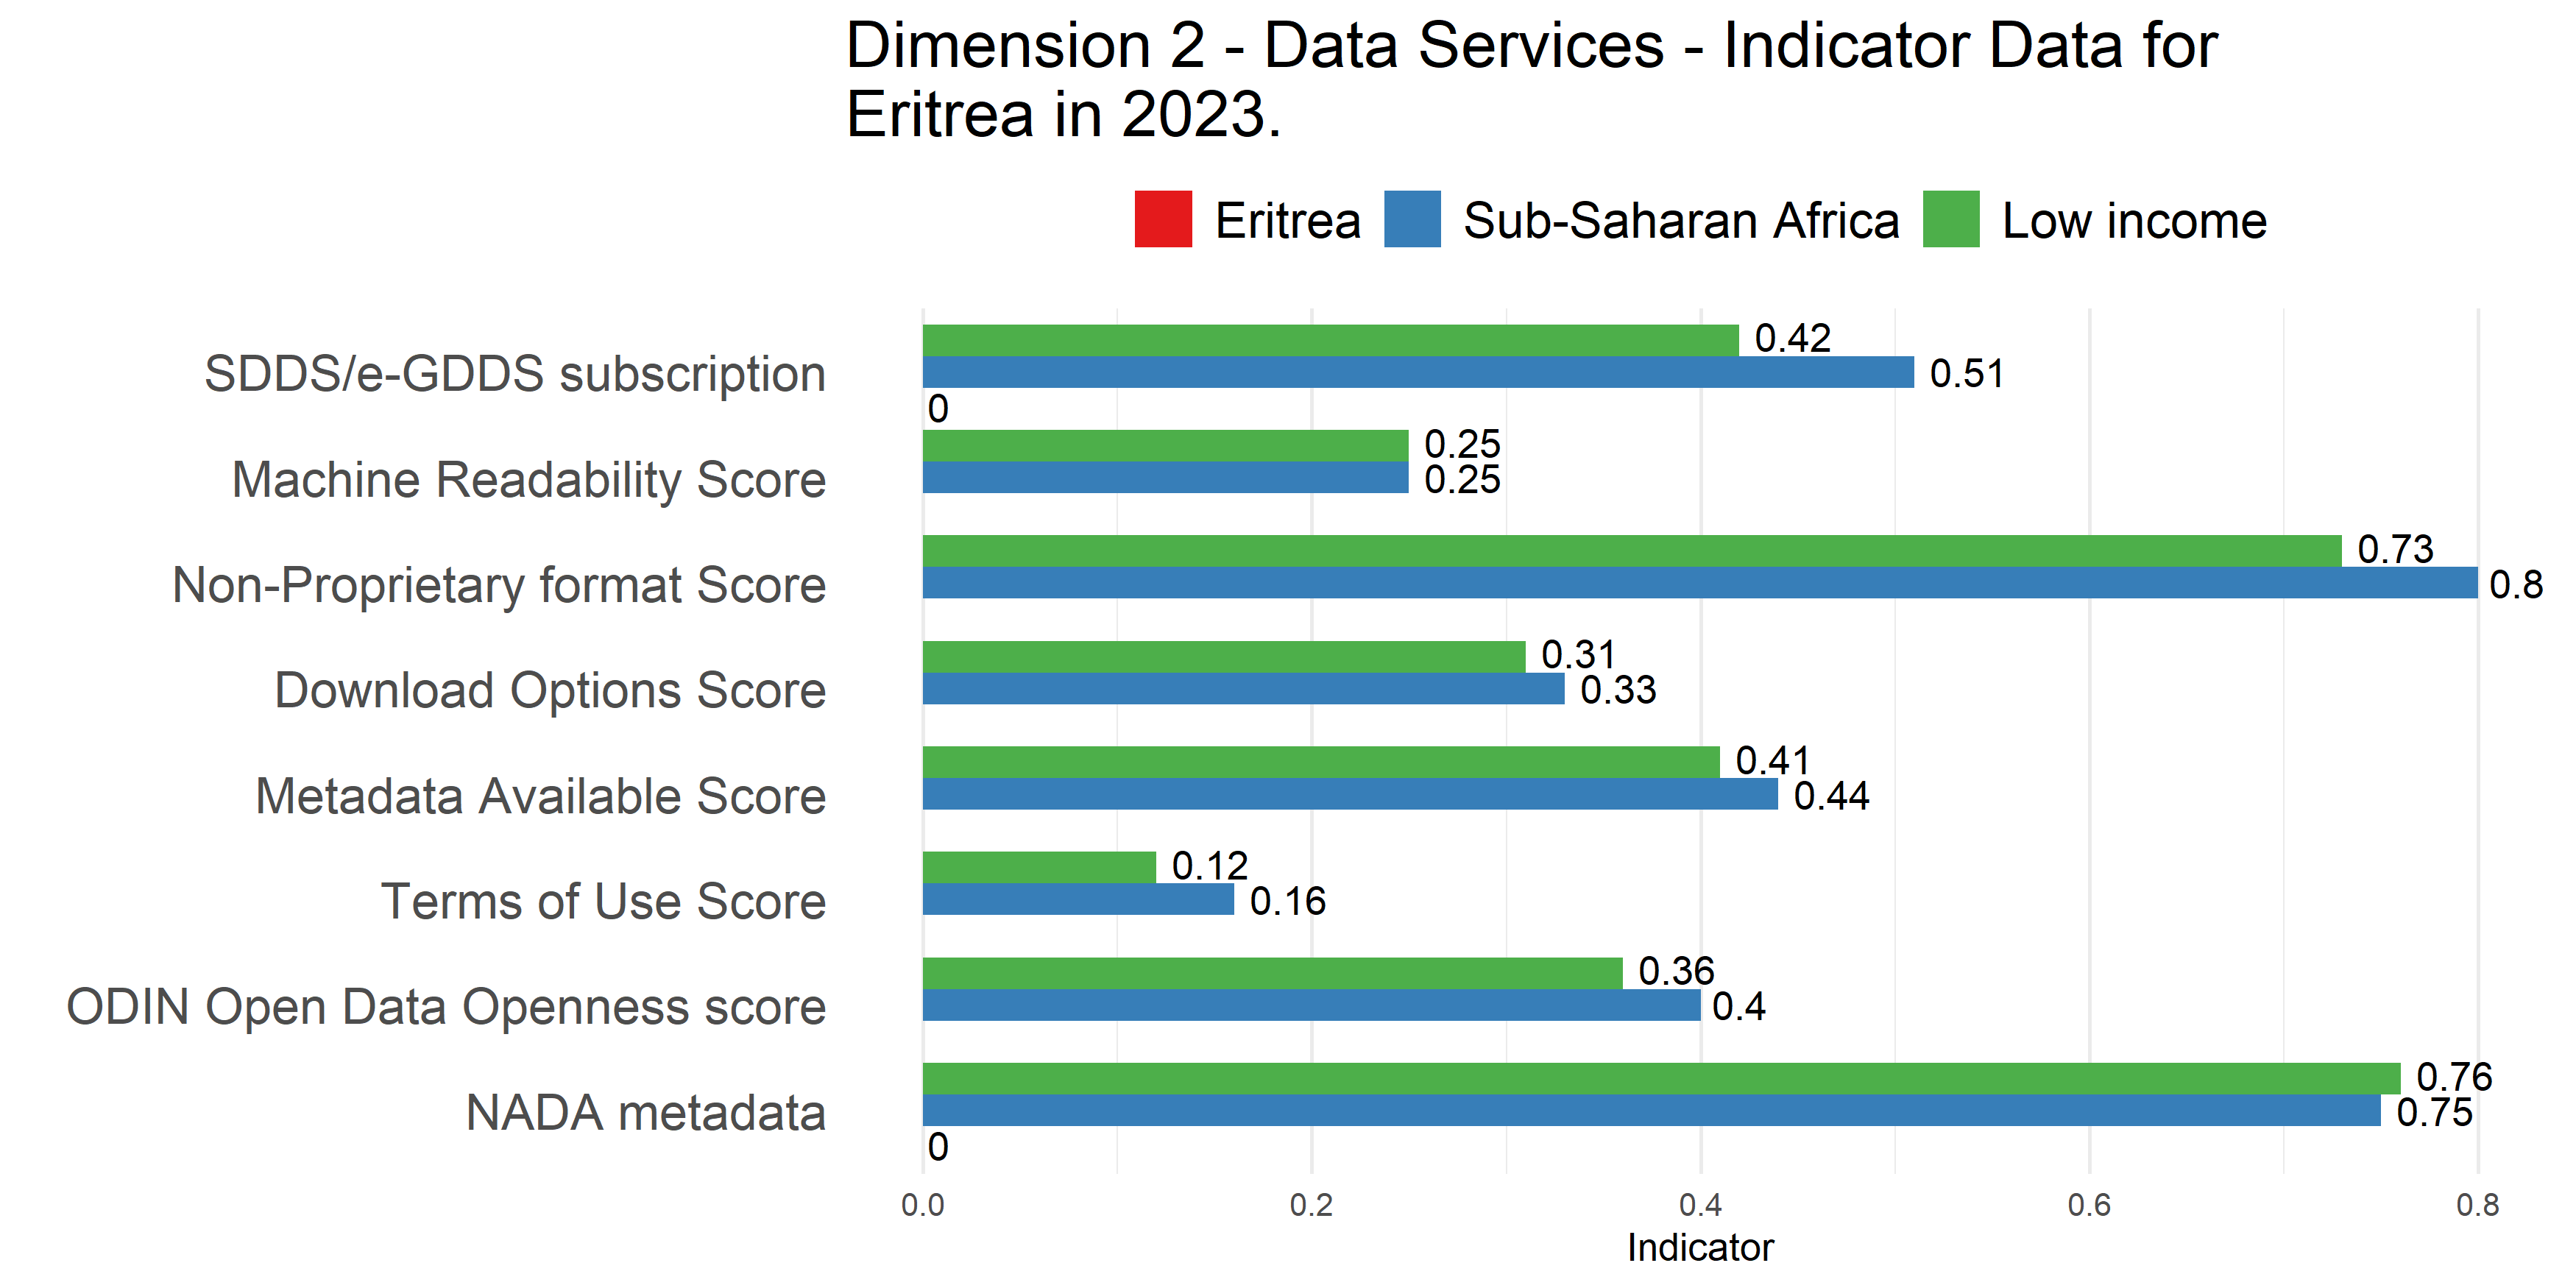 Dimension 2 - Data Services - Indicator Data for
Eritrea in 2023.
Eritrea
Sub-Saharan Africa
Low income
SDDS/e-GDDS subscription
0.42
0.51
0
Machine Readability Score
0.25
0.25
Non-Proprietary format Score
0.73
0.8
Download Options Score
0.31
0.33
Metadata Available Score
0.41
0.44
Terms of Use Score
0.12
0.16
ODIN Open Data Openness score
0.36
0.4
NADA metadata
0.76
0.75
0
0.0 0.2 0.4 0.6 0.8
Indicator